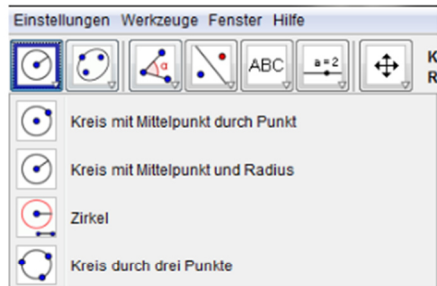 Einstellungen Werkzeuge Fenster Hilfe
α ABC a = 2 K
R
Kreis mit Mittelpunkt durch Punkt
Kreis mit Mittelpunkt und Radius
Zirkel
Kreis durch drei Punkte